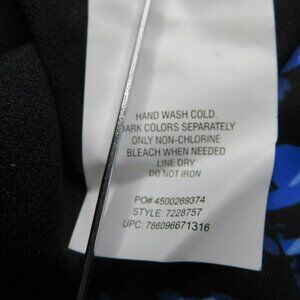 HAND WASH COLD.
DARK COLORS SEPARATELY
ONLY NON-CHLORINE
BLEACH WHEN NEEDED
LINE DRY
DO NOT IRON
PO# 4500269374
STYLE: 7228757
UPC: 786096671316